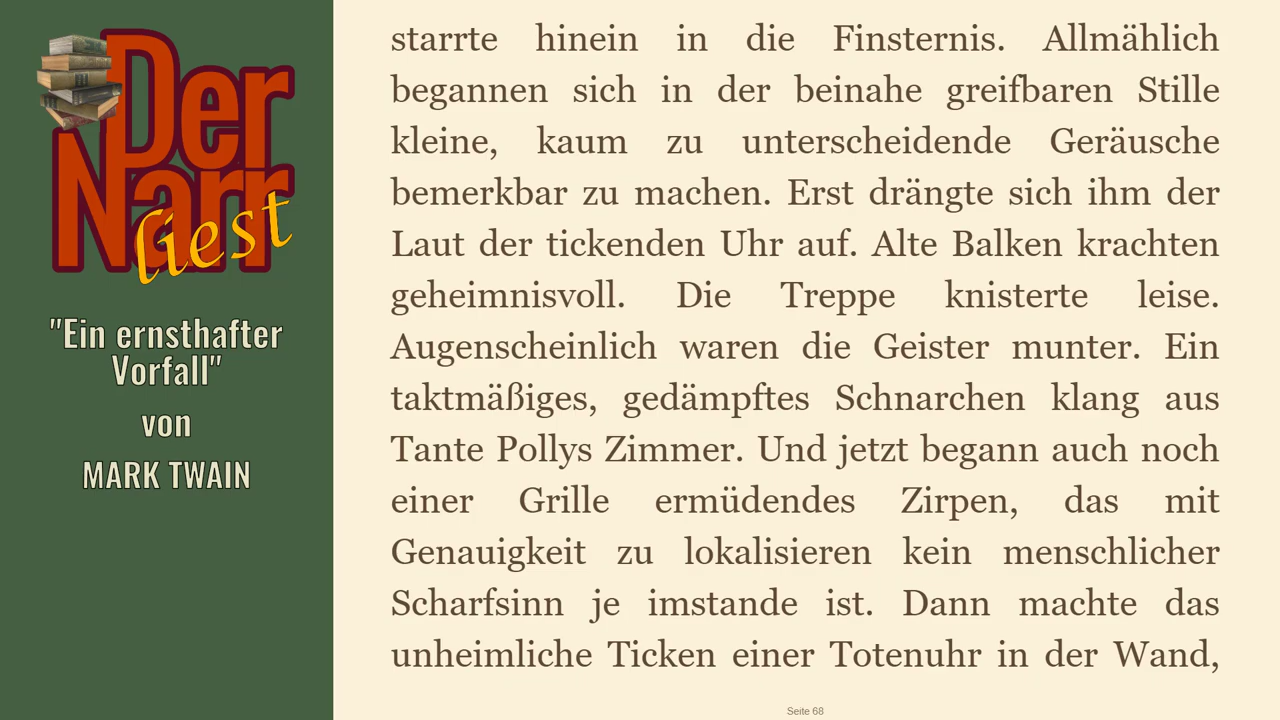 Der
Narr
liest
"Ein ernsthafter
Vorfall"
von
MARK TWAIN
starrte hinein in die Finsternis. Allmählich
begannen sich in der beinahe greifbaren Stille
kleine, kaum zu unterscheidende Geräusche
bemerkbar zu machen. Erst drängte sich ihm der
Laut der tickenden Uhr auf. Alte Balken krachten
geheimnisvoll. Die Treppe knisterte leise.
Augenscheinlich waren die Geister munter. Ein
taktmäßiges, gedämpftes Schnarchen klang aus
Tante Pollys Zimmer. Und jetzt begann auch noch
einer Grille ermüdendes Zirpen, das mit
Genauigkeit zu lokalisieren kein menschlicher
Scharfsinn je imstande ist. Dann machte das
unheimliche Ticken einer Totenuhr in der Wand,
Seite 68